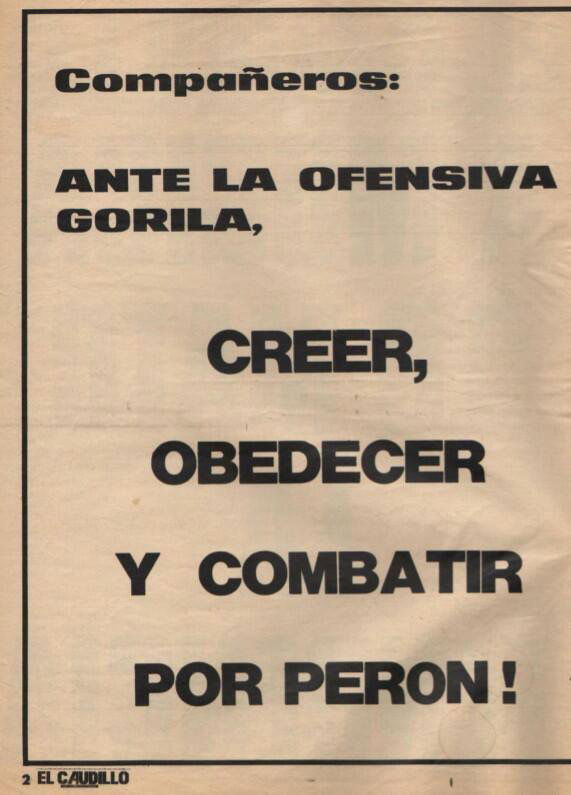 Compañeros:
ANTE LA OFENSIVA
GORILA,
CREER,
OBEDECER
Y COMBATIR
POR PERON!
2 EL CAUDILLO